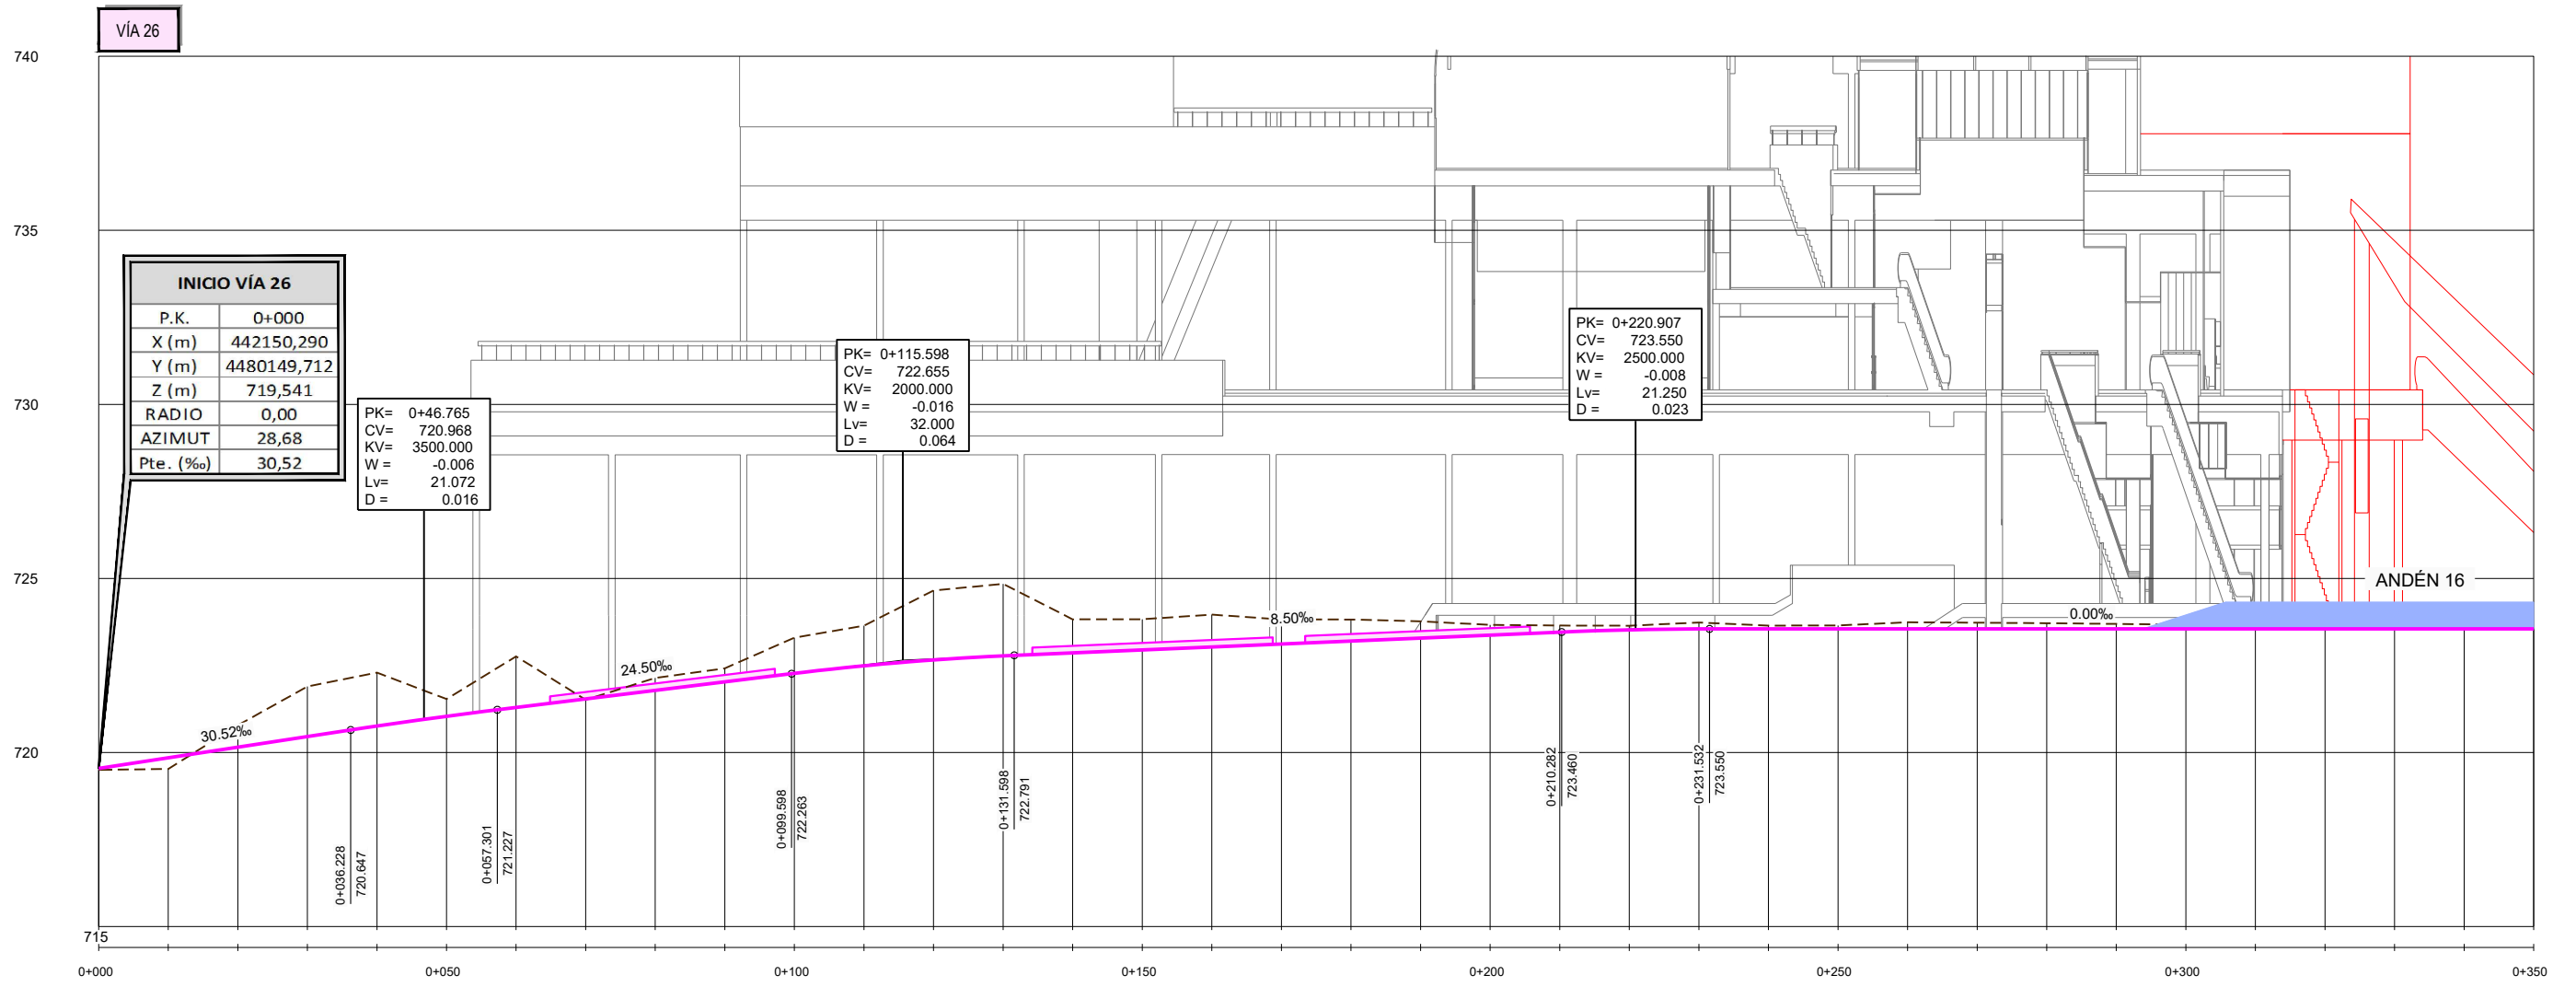 VÍA 26
740
735
730
725
720
715
INICIO VÍA 26
P.K. 0+000
X (m) 442150,290
Y (m) 4480149,712
Z (m) 719,541
RADIO 0,00
AZIMUT 28,68
Pte. (‰) 30,52
PK= 0+46.765
CV= 720.968
KV= 3500.000
W = -0.006
Lv= 21.072
D = 0.016
PK= 0+115.598
CV= 722.655
KV= 2000.000
W = -0.016
Lv= 32.000
D = 0.064
PK= 0+220.907
CV= 723.550
KV= 2500.000
W = -0.008
Lv= 21.250
D = 0.023
ANDÉN 16
30.52‰
24.50‰
8.50‰
0.00‰
0+036.228
720.647
0+057.301
721.227
0+099.598
722.263
0+131.598
722.791
0+210.282
723.460
0+231.532
723.550
0+000
0+050
0+100
0+150
0+200
0+250
0+300
0+350